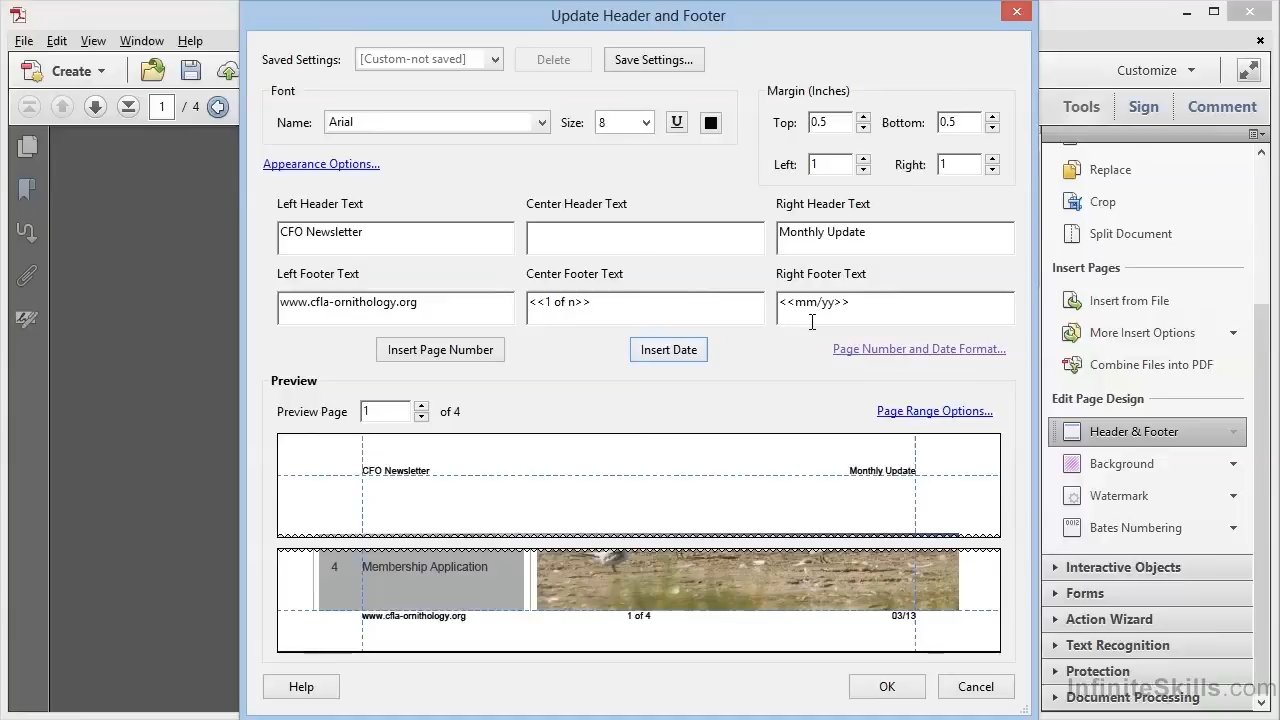 Update Header and Footer
File Edit View Window Help
Create
1 / 4
Customize
Tools Sign Comment
Saved Settings: [Custom-not saved] Delete Save Settings...
Font
Name: Arial Size: 8 U
Appearance Options...
Margin (Inches)
Top: 0.5 Bottom: 0.5
Left: 1 Right: 1
Left Header Text Center Header Text Right Header Text
CFO Newsletter Monthly Update
Left Footer Text Center Footer Text Right Footer Text
www.cfla-ornithology.org <<1 of n>> <<mm/yy>>
Insert Page Number Insert Date Page Number and Date Format...
Preview
Preview Page 1 of 4 Page Range Options...
CFO Newsletter Monthly Update
4 Membership Application
www.cfla-ornithology.org 1 of 4 03/13
Help OK Cancel
Replace
Crop
Split Document
Insert Pages
Insert from File
More Insert Options
Combine Files into PDF
Edit Page Design
Header & Footer
Background
Watermark
0012 Bates Numbering
Interactive Objects
Forms
Action Wizard
Text Recognition
Protection
Document Processing
InfiniteSkills.com